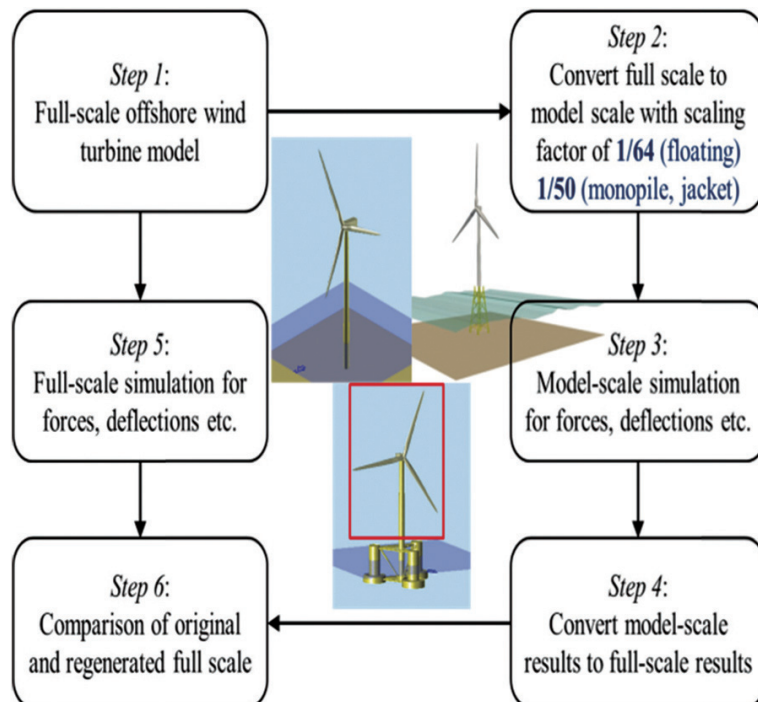 Step 1:
Full-scale offshore wind
turbine model
Step 2:
Convert full scale to
model scale with scaling
factor of 1/64 (floating)
1/50 (monopile, jacket)
Step 5:
Full-scale simulation for
forces, deflections etc.
Step 3:
Model-scale simulation
for forces, deflections etc.
Step 6:
Comparison of original
and regenerated full scale
Step 4:
Convert model-scale
results to full-scale results